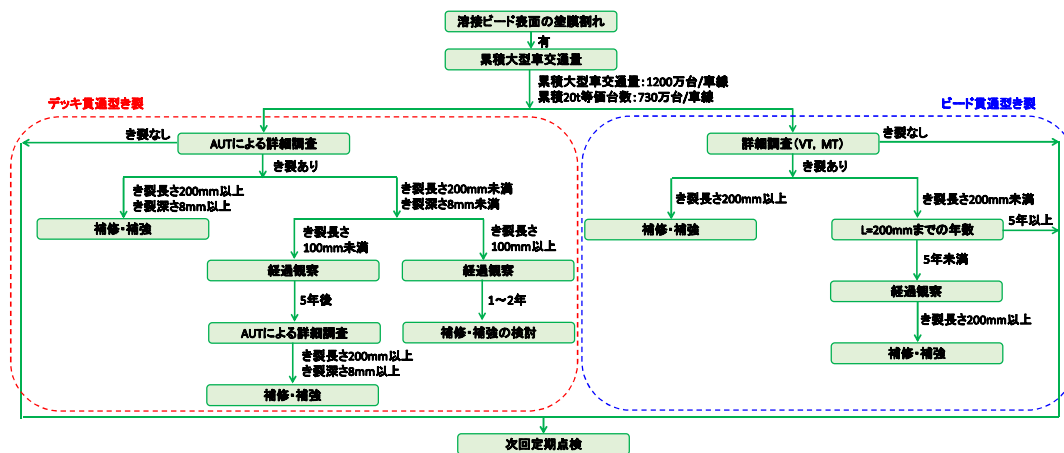 溶接ビード表面の塗膜割れ
有
累積大型車交通量
累積大型車交通量：1200万台/車線
累積20t等価台数：730万台/車線
デッキ貫通型き裂
き裂なし
AUTによる詳細調査
き裂あり
き裂長さ200mm以上
き裂深さ8mm以上
補修・補強
き裂長さ200mm未満
き裂深さ8mm未満
き裂長さ
100mm未満
経過観察
5年後
AUTによる詳細調査
き裂長さ200mm以上
き裂深さ8mm以上
補修・補強
き裂長さ
100mm以上
経過観察
1～2年
補修・補強の検討
ビード貫通型き裂
詳細調査（VT，MT）
き裂なし
き裂あり
き裂長さ200mm以上
補修・補強
き裂長さ200mm未満
L=200mmまでの年数
5年以上
5年未満
経過観察
き裂長さ200mm以上
補修・補強
次回定期点検